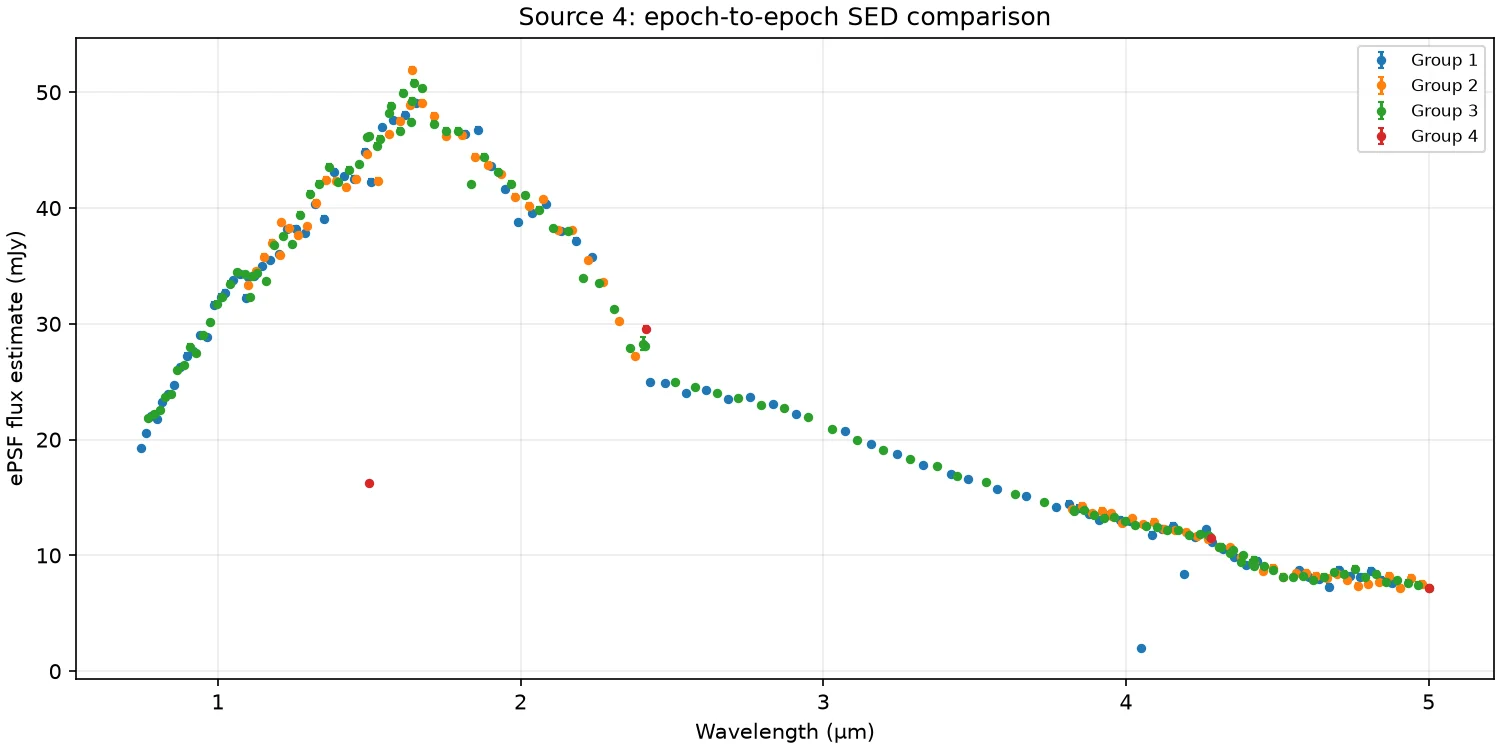 Source 4: epoch-to-epoch SED comparison
Group 1
Group 2
Group 3
Group 4
ePSF flux estimate (mJy)
50
40
30
20
10
0
1 2 3 4 5
Wavelength (μm)